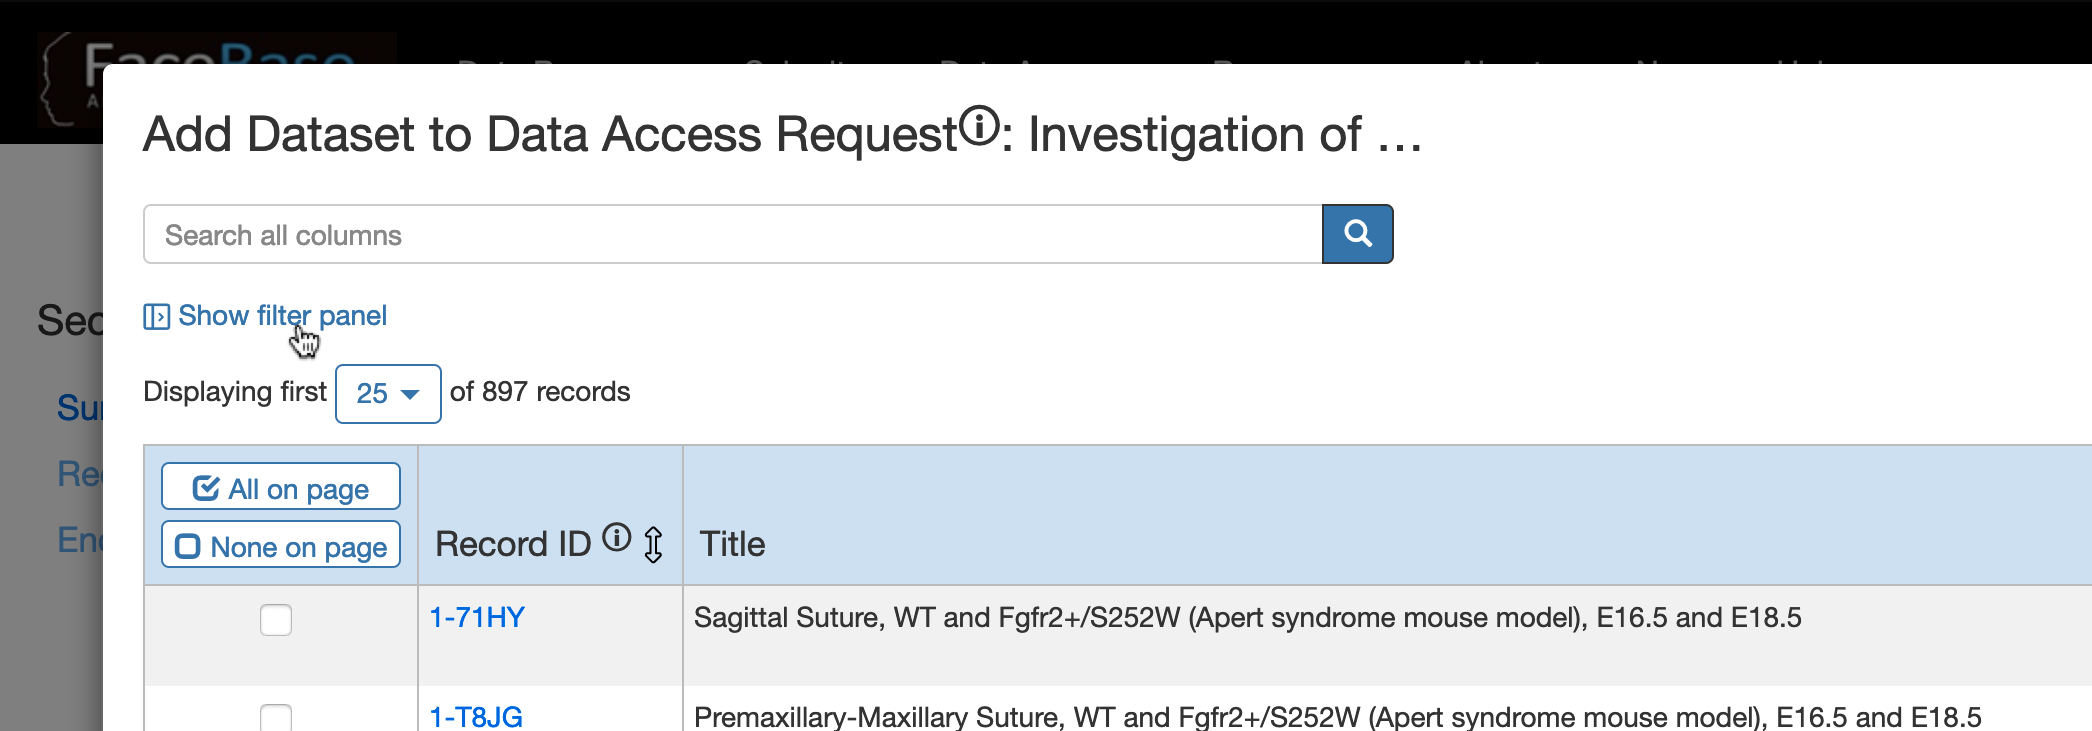 FaceBase
Add Dataset to Data Access Requestⓘ: Investigation of ...
Search all columns
Show filter panel
Displaying first 25 of 897 records
All on page
None on page
Record ID ⓘ
Title
1-71HY
Sagittal Suture, WT and Fgfr2+/S252W (Apert syndrome mouse model), E16.5 and E18.5
1-T8JG
Premaxillary-Maxillary Suture, WT and Fgfr2+/S252W (Apert syndrome mouse model), E16.5 and E18.5